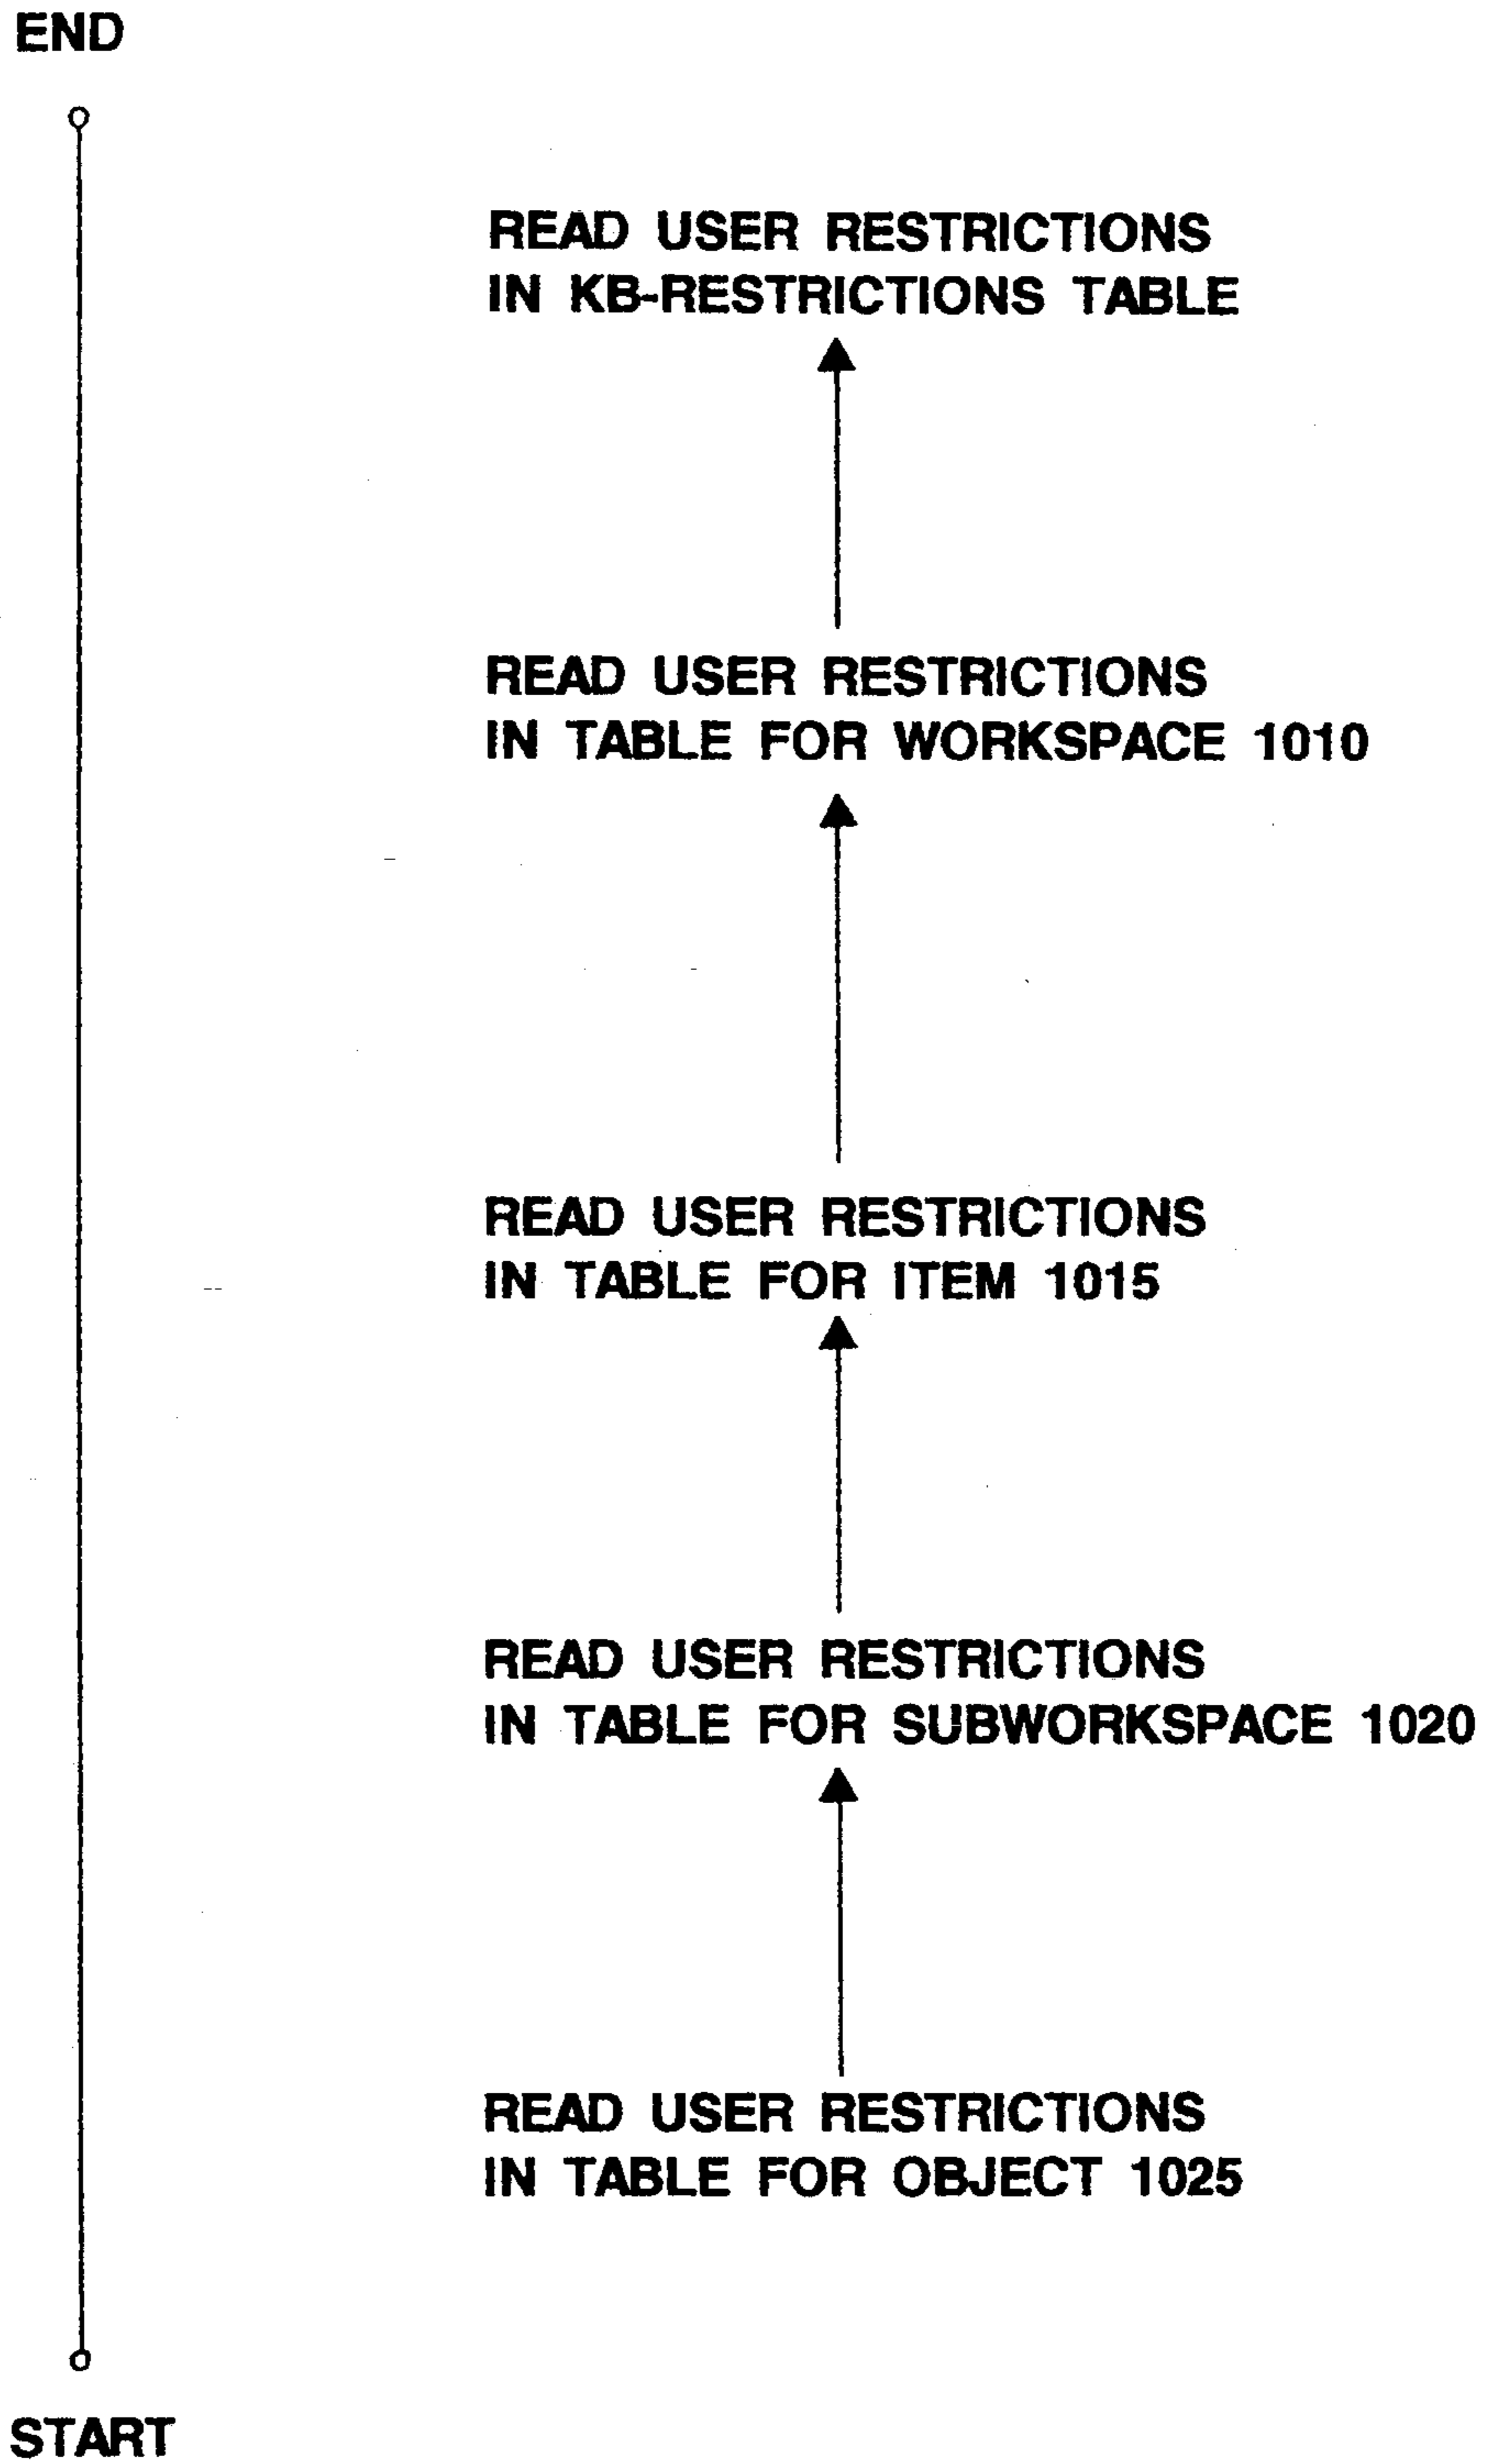 END
READ USER RESTRICTIONS
IN KB-RESTRICTIONS TABLE
READ USER RESTRICTIONS
IN TABLE FOR WORKSPACE 1010
READ USER RESTRICTIONS
IN TABLE FOR ITEM 1015
READ USER RESTRICTIONS
IN TABLE FOR SUBWORKSPACE 1020
READ USER RESTRICTIONS
IN TABLE FOR OBJECT 1025
START